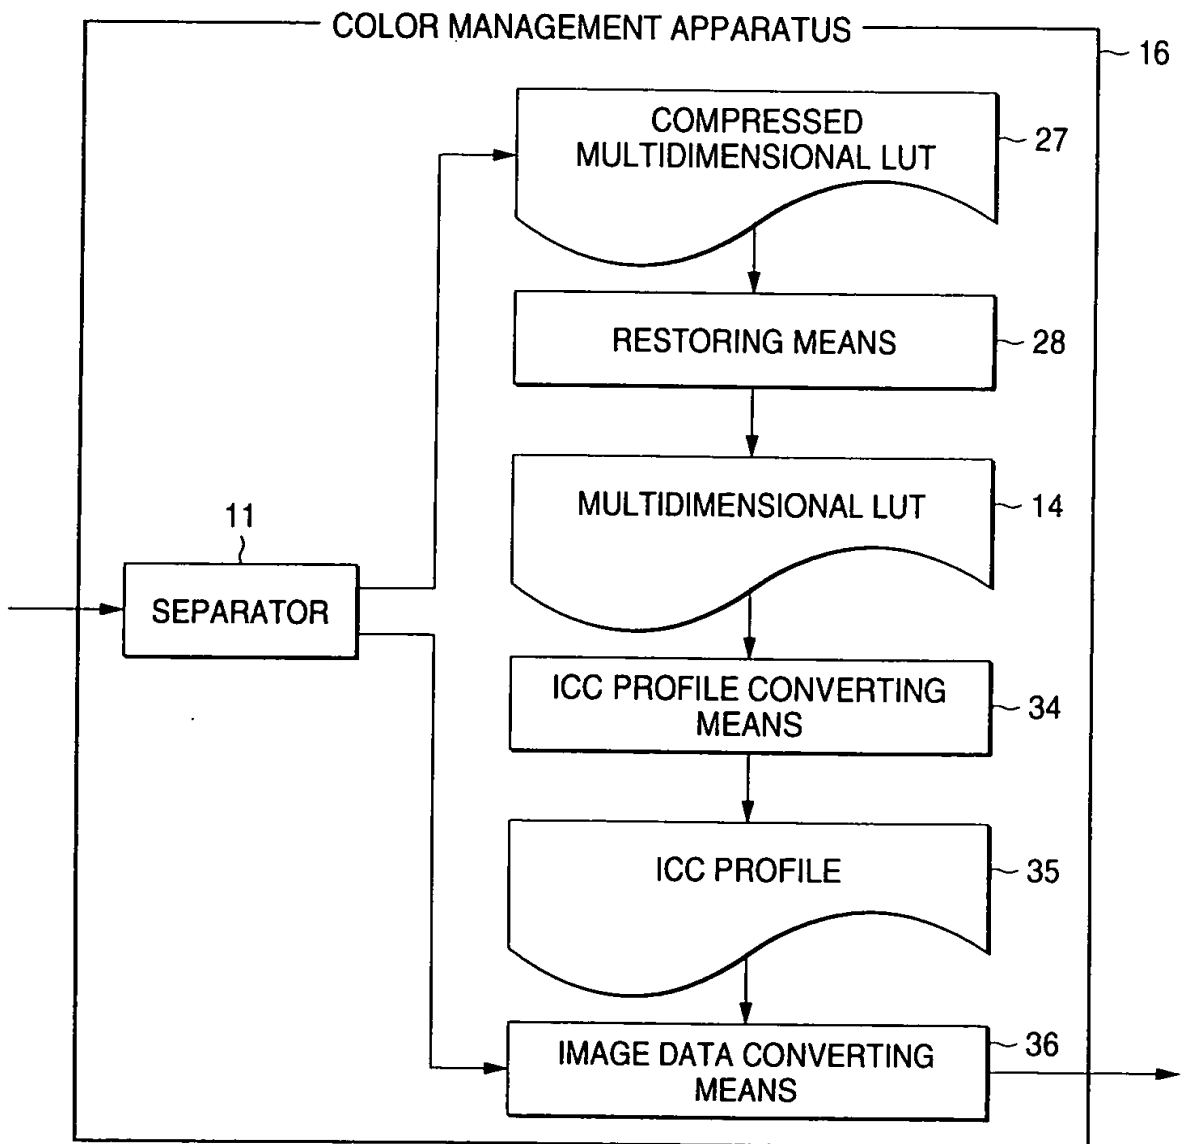 COLOR MANAGEMENT APPARATUS
16
COMPRESSED
MULTIDIMENSIONAL LUT
27
RESTORING MEANS
28
MULTIDIMENSIONAL LUT
14
11
SEPARATOR
ICC PROFILE CONVERTING
MEANS
34
ICC PROFILE
35
IMAGE DATA CONVERTING
MEANS
36